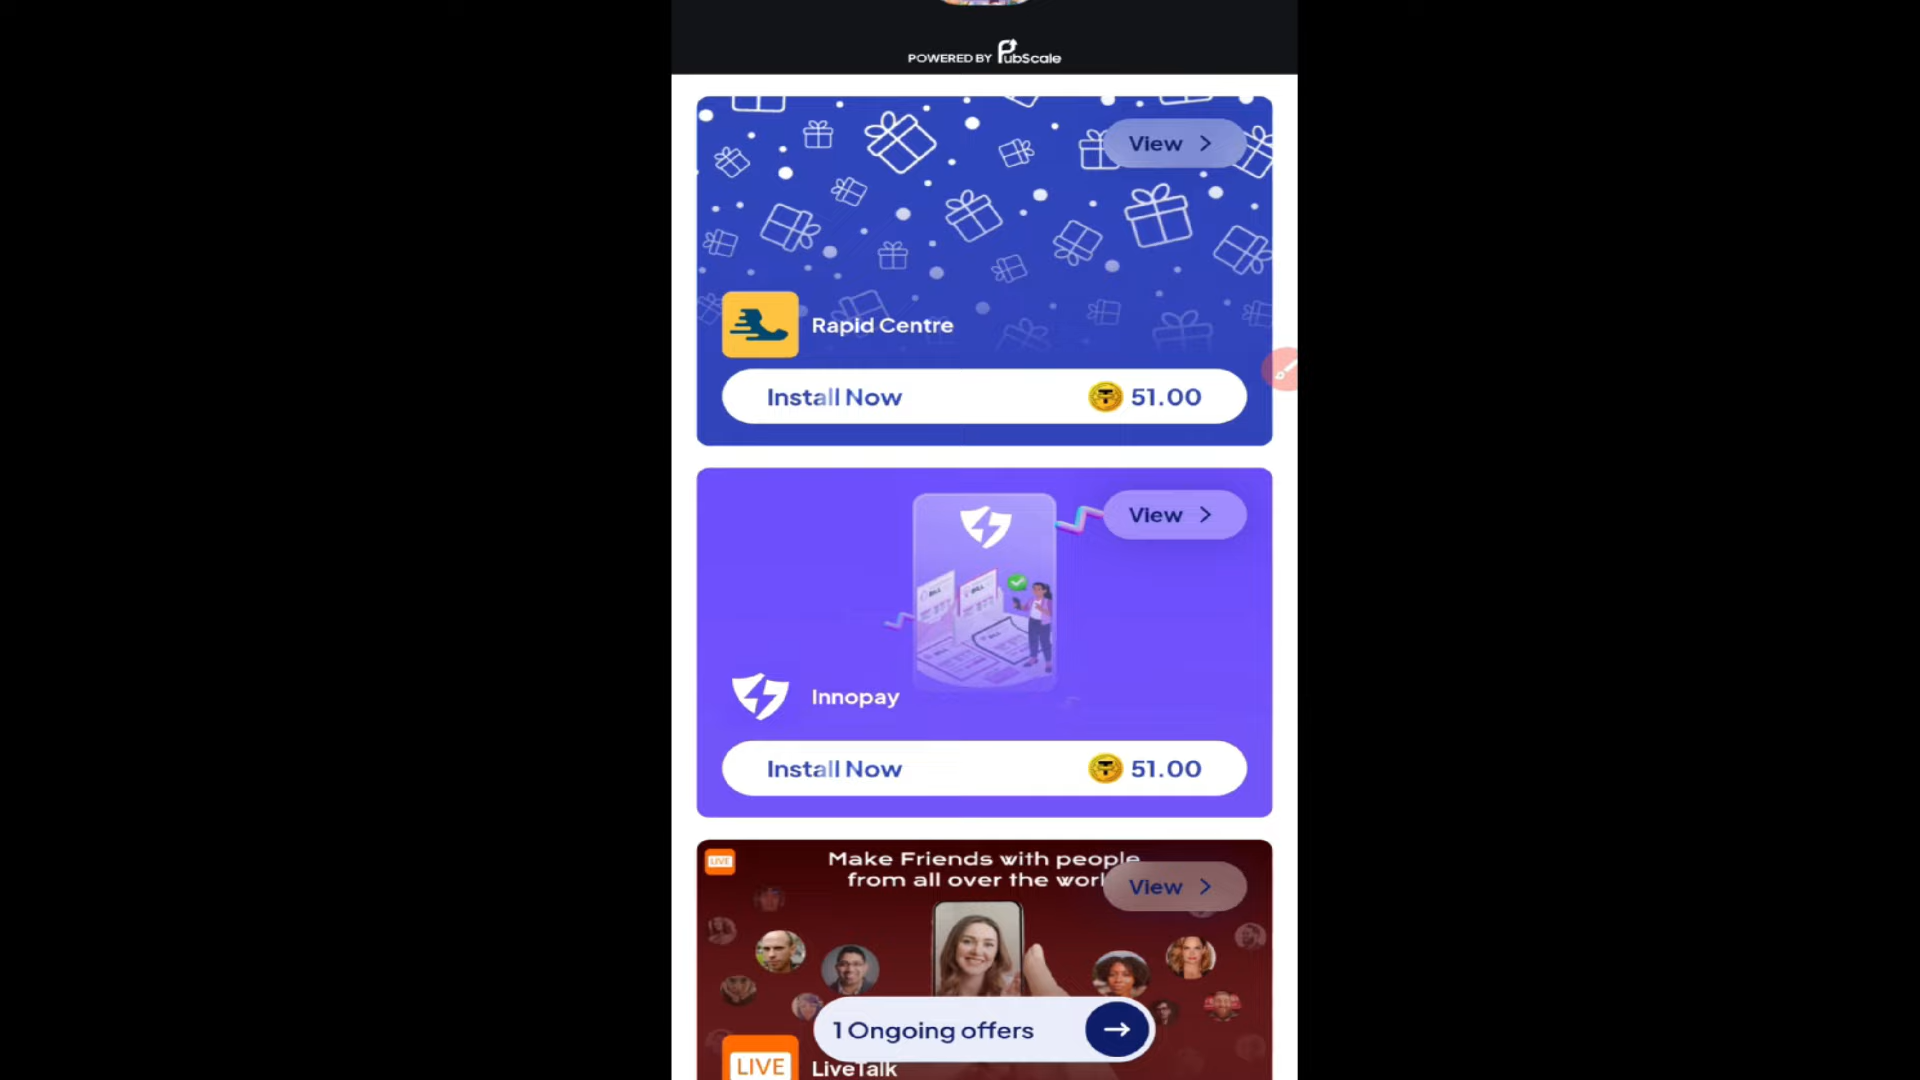 POWERED BY PubScale
View
Rapid Centre
Install Now 51.00
View
Innopay
Install Now 51.00
LIVE
Make Friends with people
from all over the worl
View
1 Ongoing offers
LIVE
LiveTalk